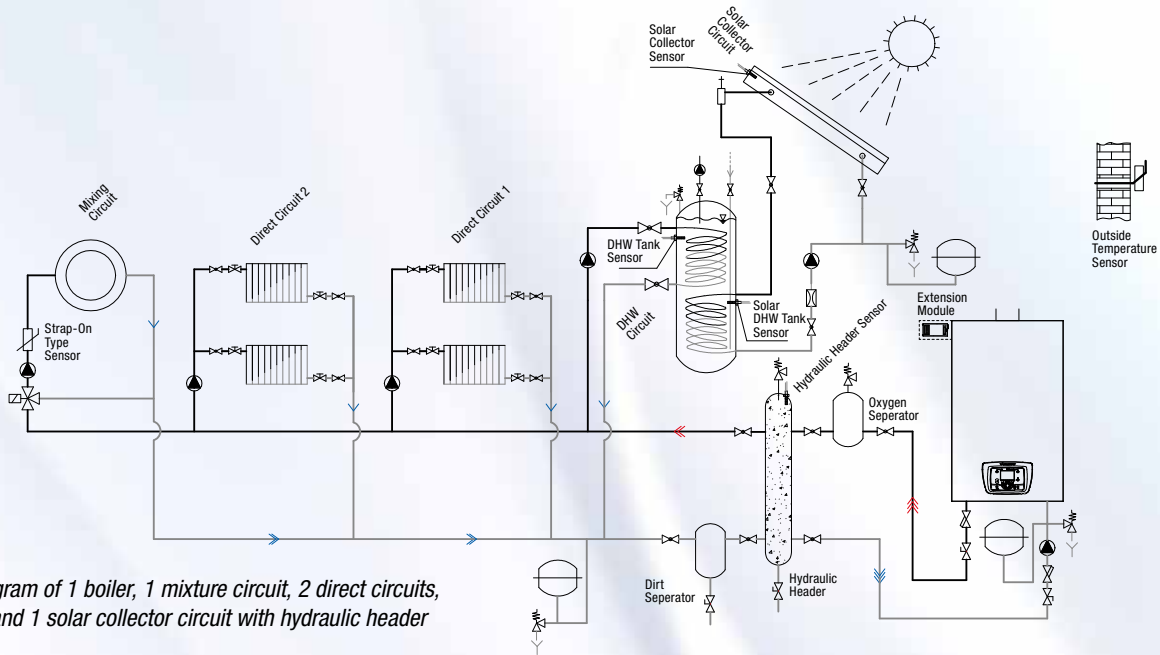 Solar
Collector
Circuit
Solar
Collector
Sensor
Mixing
Circuit
Direct Circuit 2
Direct Circuit 1
DHW Tank
Sensor
Outside
Temperature
Sensor
Strap-On
Type
Sensor
DHW
Circuit
Solar
DHW Tank
Sensor
Extension
Module
Hydraulic Header Sensor
Oxygen
Seperator
Dirt
Seperator
Hydraulic
Header
gram of 1 boiler, 1 mixture circuit, 2 direct circuits,
and 1 solar collector circuit with hydraulic header